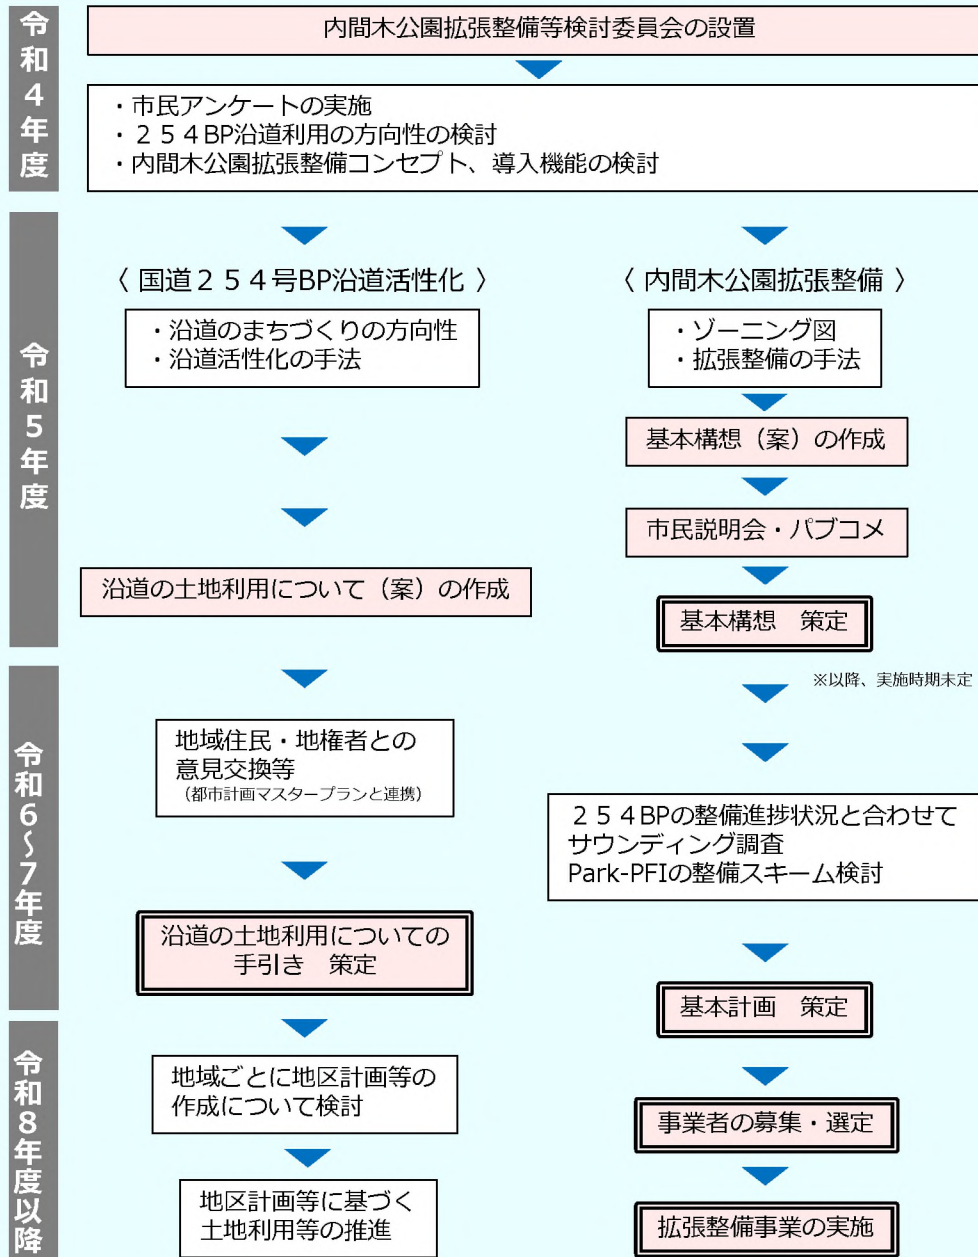 令和4年度
内間木公園拡張整備等検討委員会の設置
・市民アンケートの実施
・２５４BP沿道利用の方向性の検討
・内間木公園拡張整備コンセプト、導入機能の検討
令和5年度
〈 国道２５４号BP沿道活性化 〉
・沿道のまちづくりの方向性
・沿道活性化の手法
沿道の土地利用について（案）の作成
〈 内間木公園拡張整備 〉
・ゾーニング図
・拡張整備の手法
基本構想（案）の作成
市民説明会・パブコメ
基本構想　策定
※以降、実施時期未定
令和6～7年度
地域住民・地権者との
意見交換等
（都市計画マスタープランと連携）
沿道の土地利用についての
手引き　策定
２５４BPの整備進捗状況と合わせて
サウンディング調査
Park-PFIの整備スキーム検討
基本計画　策定
令和8年度以降
地域ごとに地区計画等の
作成について検討
地区計画等に基づく
土地利用等の推進
事業者の募集・選定
拡張整備事業の実施